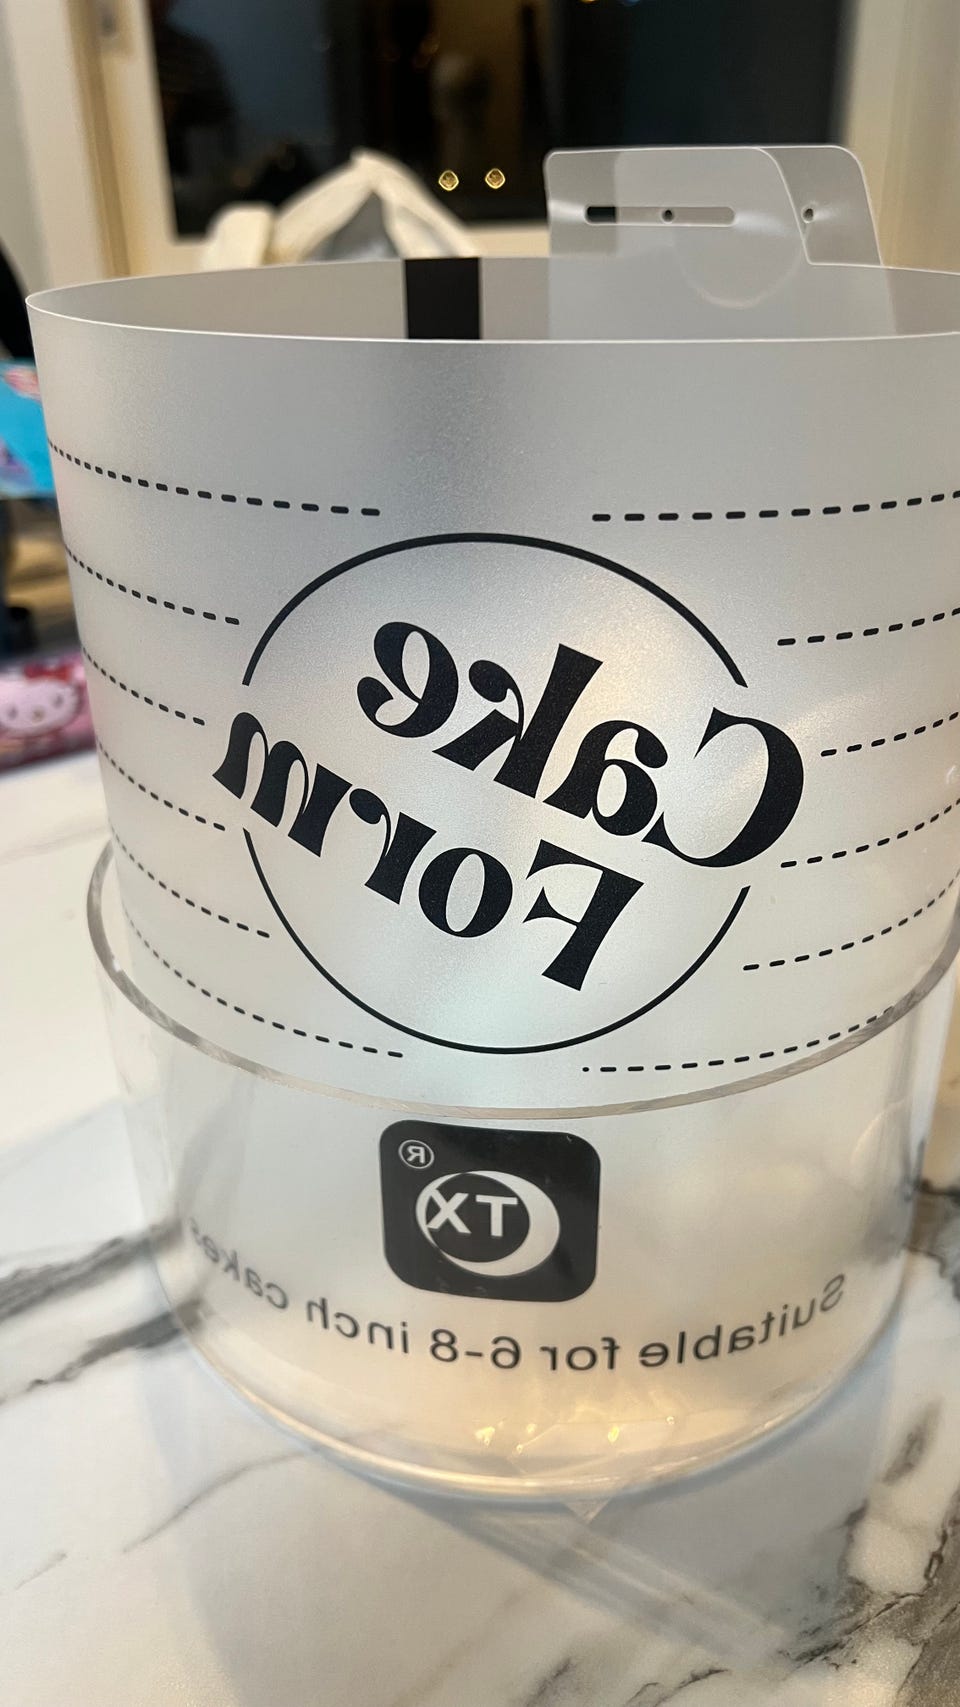 Cake
Form
®
TX
Suitable for 6-8 inch cakes